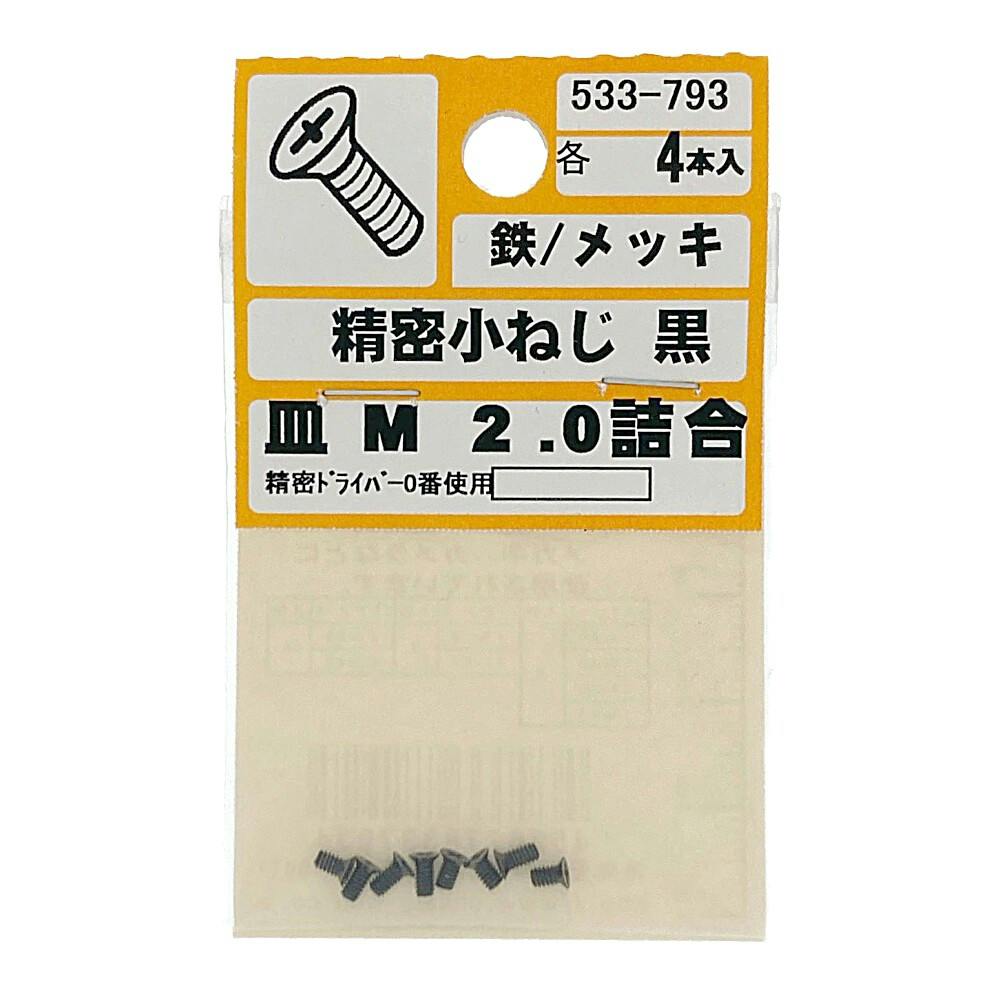 533-793
各 4本入
鉄/メッキ
精密小ねじ 黒
皿 M 2.0詰合
精密ﾄﾞﾗｲﾊﾞｰ0番使用